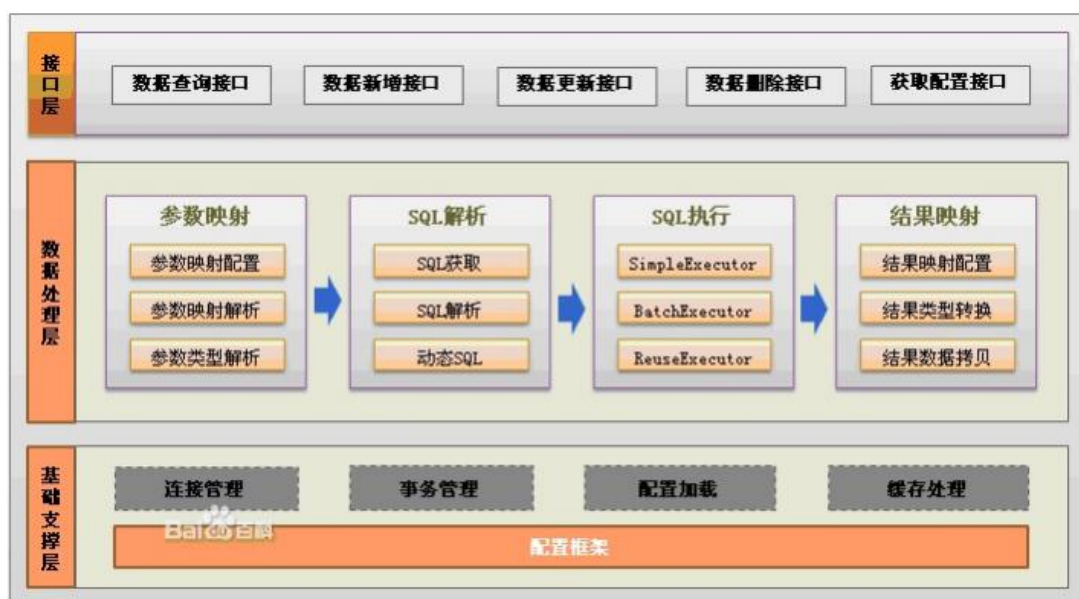 接口层
数据查询接口
数据新增接口
数据更新接口
数据删除接口
获取配置接口
数据处理层
参数映射
参数映射配置
参数映射解析
参数类型解析
SQL解析
SQL获取
SQL解析
动态SQL
SQL执行
SimpleExecutor
BatchExecutor
ReuseExecutor
结果映射
结果映射配置
结果类型转换
结果数据拷贝
基础支撑层
连接管理
事务管理
配置加载
缓存处理
Bai du 百科
配置框架